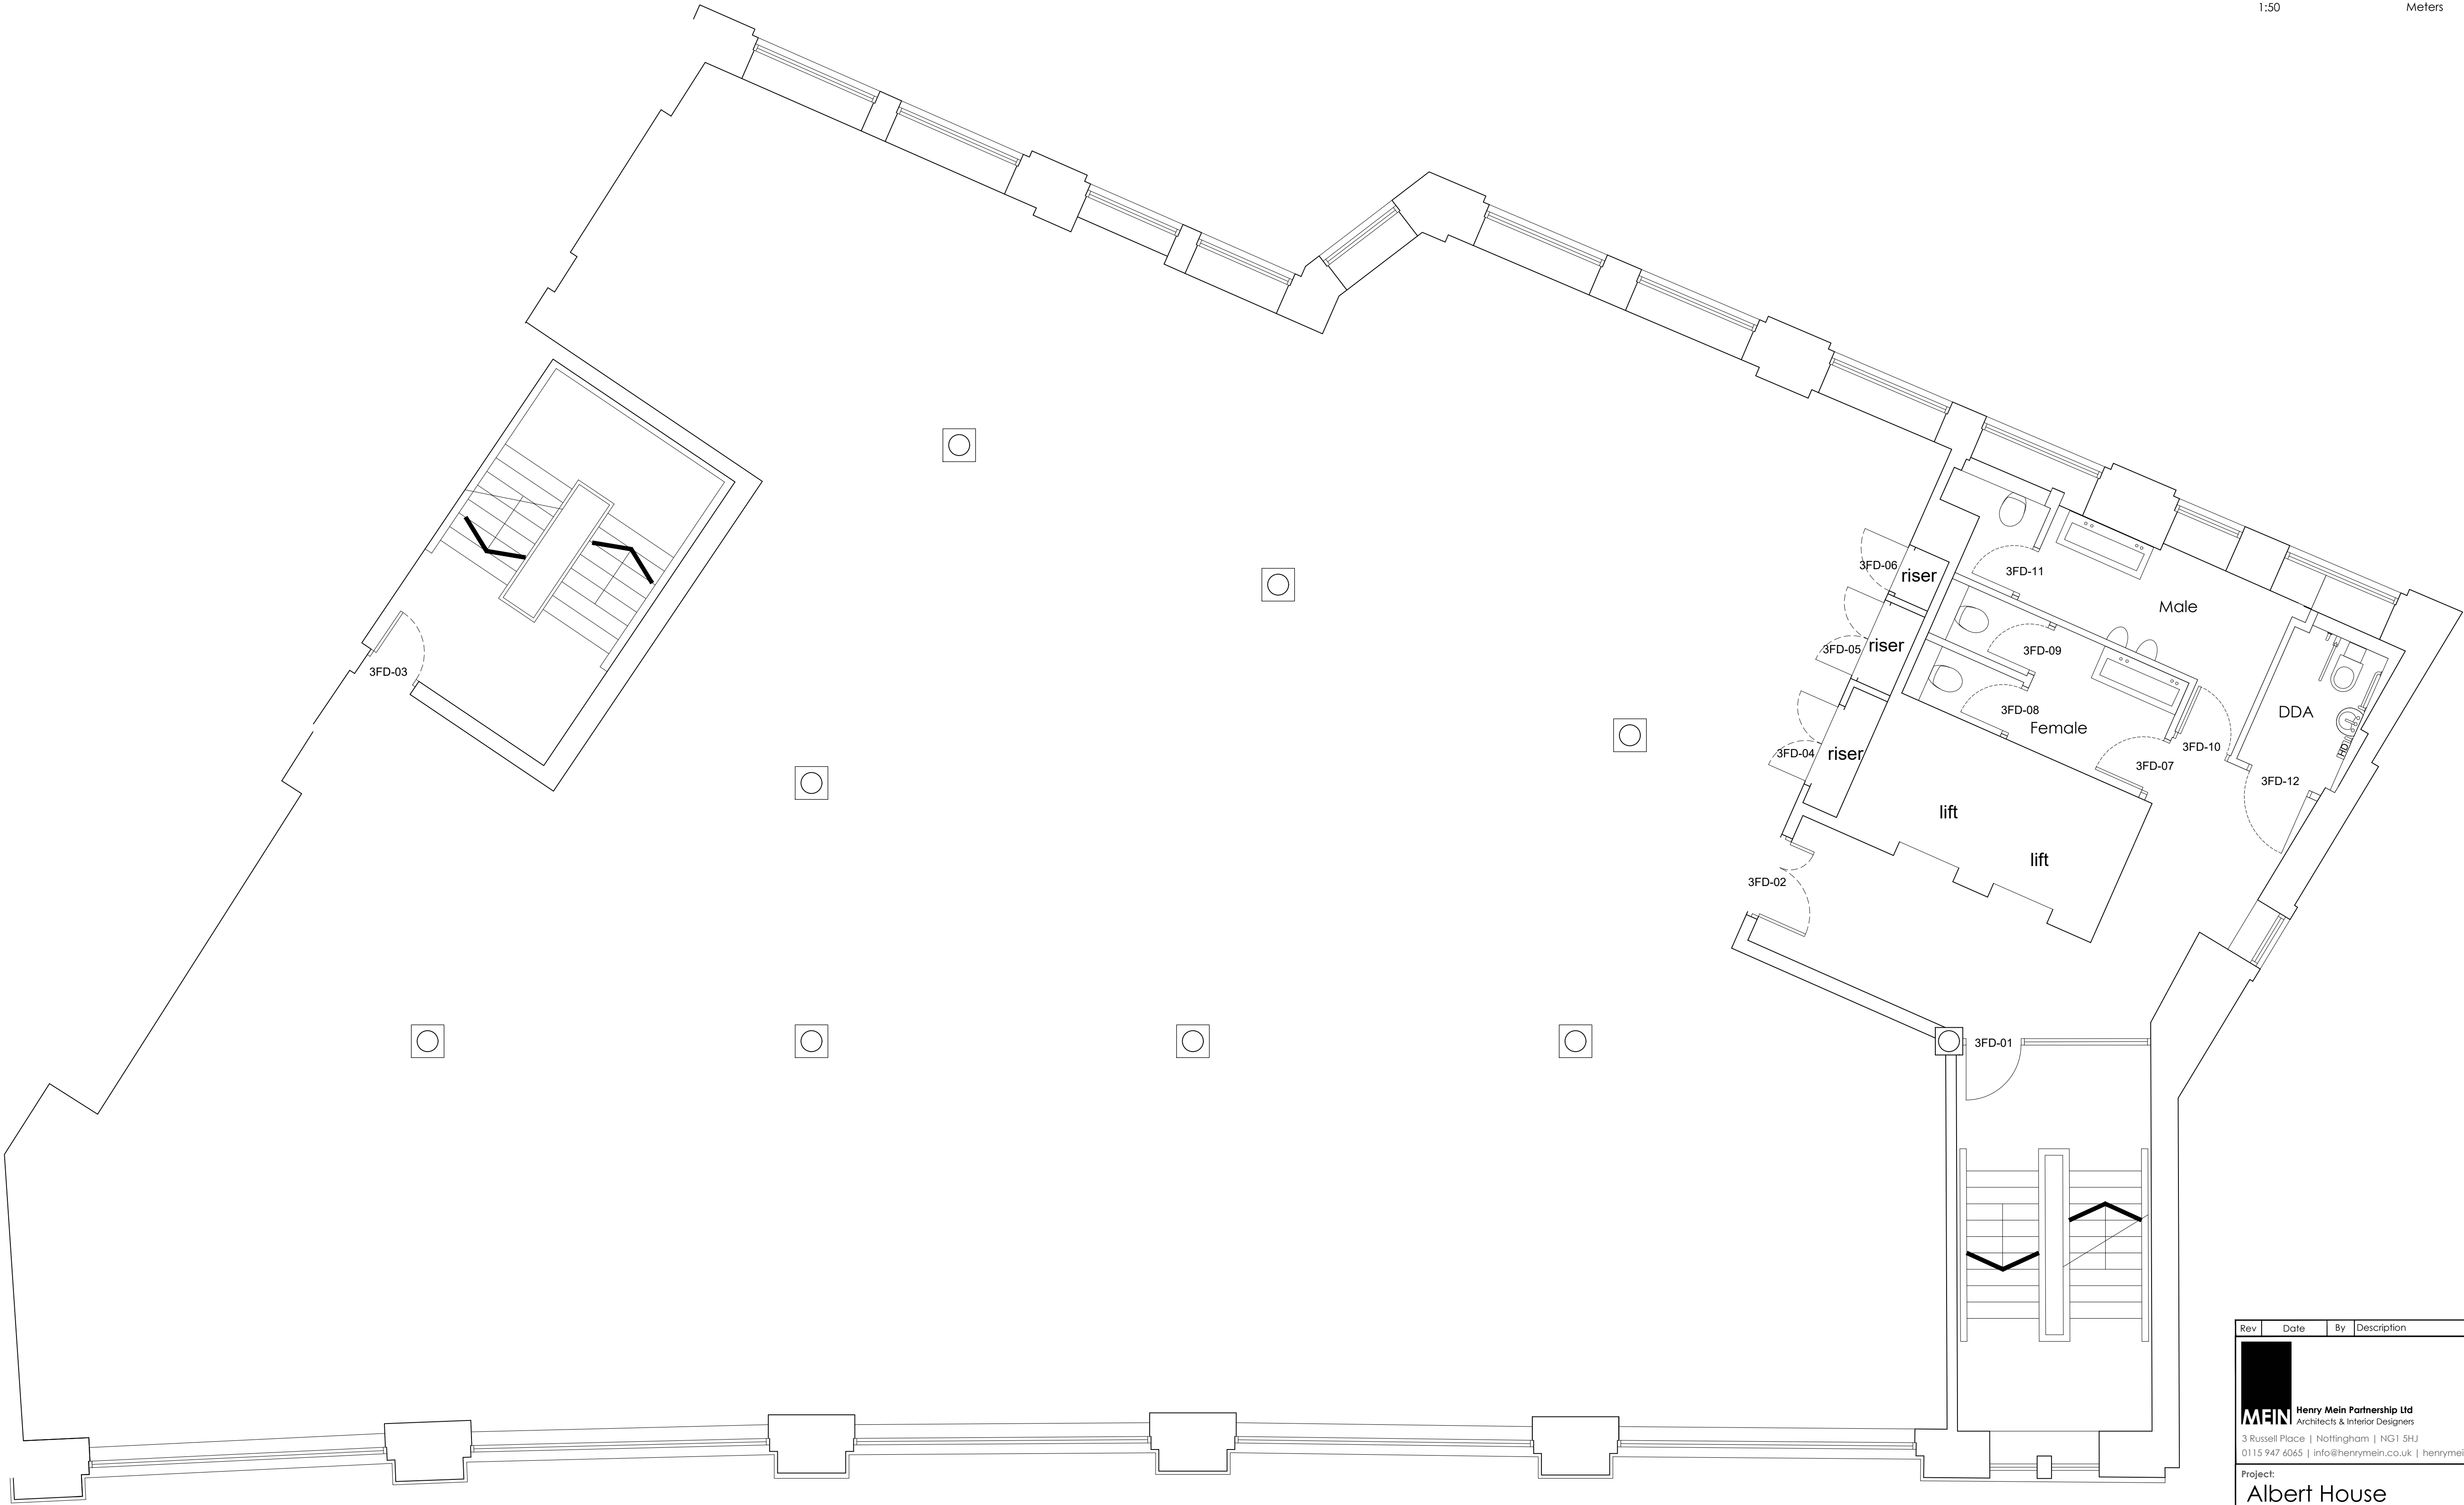 1:50 Meters
3FD-06
riser
3FD-11
Male
3FD-05
riser
3FD-09
3FD-03
3FD-08
Female
DDA
3FD-04
riser
3FD-10
HD
3FD-07
3FD-12
lift
lift
3FD-02
3FD-01
Rev Date By Description
MEIN
Henry Mein Partnership Ltd
Architects & Interior Designers
3 Russell Place | Nottingham | NG1 5HJ
0115 947 6065 | info@henrymein.co.uk | henrymei
Project:
Albert House